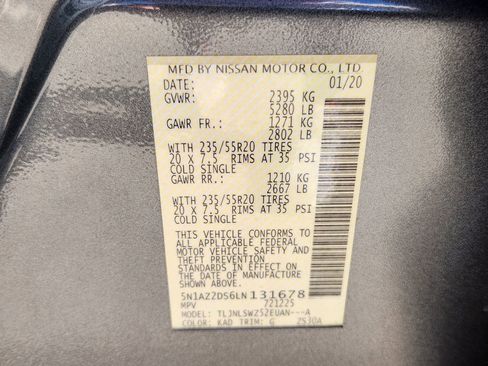 MFD BY NISSAN MOTOR CO., LTD.
DATE: 01/20
GVWR: 2395 KG
5280 LB
GAWR FR.: 1271 KG
2802 LB
WITH 235/55R20 TIRES
20 X 7.5 RIMS AT 35 PSI
COLD SINGLE
GAWR RR.: 1210 KG
2667 LB
WITH 235/55R20 TIRES
20 X 7.5 RIMS AT 35 PSI
COLD SINGLE
THIS VEHICLE CONFORMS TO
ALL APPLICABLE FEDERAL
MOTOR VEHICLE SAFETY AND
THEFT PREVENTION
STANDARDS IN EFFECT ON
THE DATE OF MANUFACTURE
SHOWN ABOVE.
5N1AZ2DS6LN131678
MPV 721225
MODEL: TLJNLSWZ52EUAN---A
COLOR: KAD TRIM: G 2530A